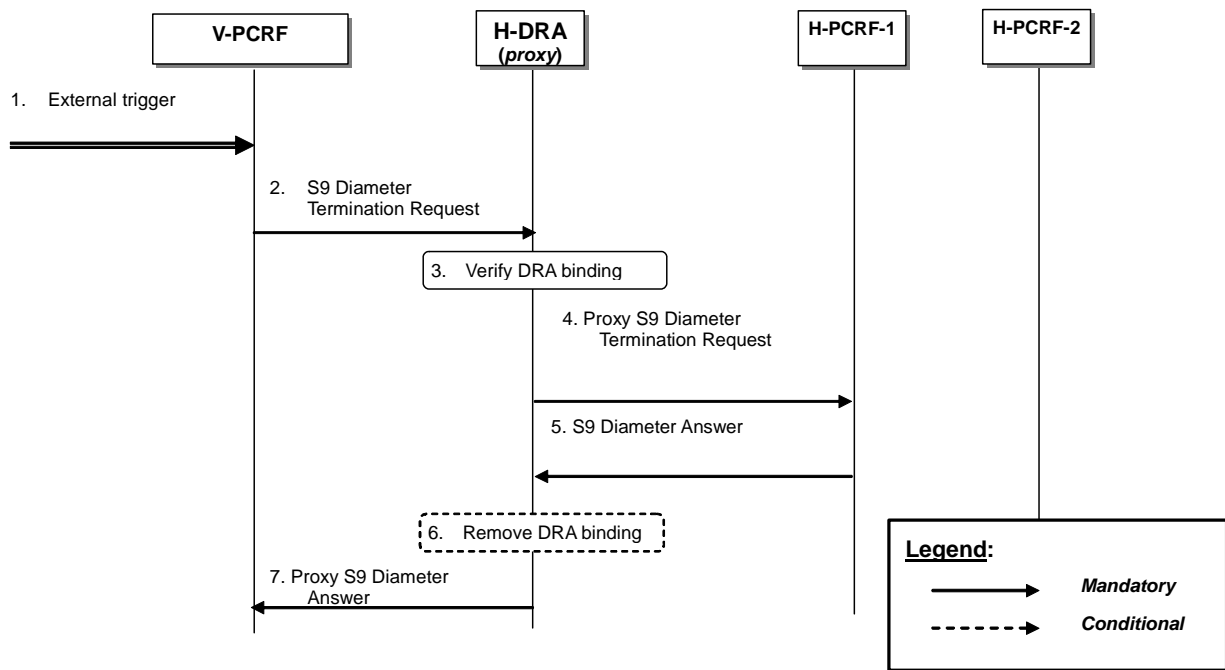 V-PCRF
H-DRA
(proxy)
H-PCRF-1
H-PCRF-2
1. External trigger
2. S9 Diameter
Termination Request
3. Verify DRA binding
4. Proxy S9 Diameter
Termination Request
5. S9 Diameter Answer
6. Remove DRA binding
7. Proxy S9 Diameter
Answer
Legend:
Mandatory
Conditional